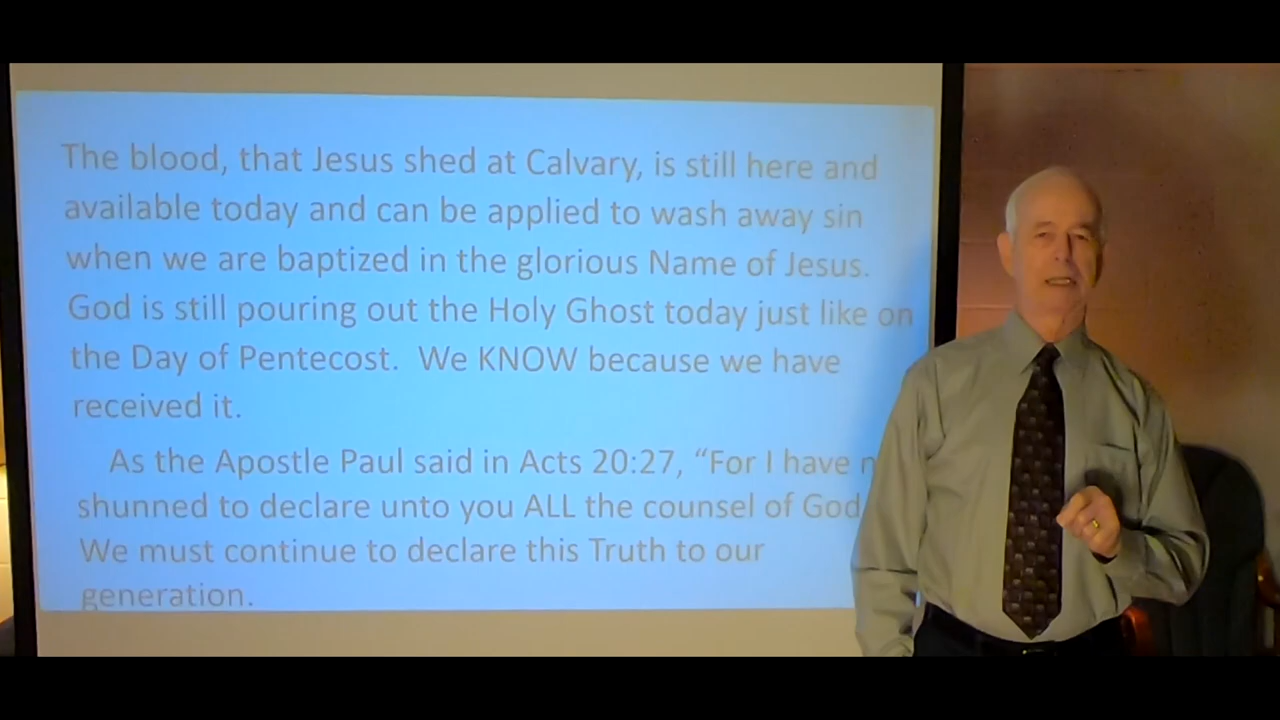 The blood, that Jesus shed at Calvary, is still here and
available today and can be applied to wash away sin
when we are baptized in the glorious Name of Jesus.
God is still pouring out the Holy Ghost today just like on
the Day of Pentecost.  We KNOW because we have
received it.
As the Apostle Paul said in Acts 20:27, “For I have
shunned to declare unto you ALL the counsel of God
We must continue to declare this Truth to our
generation.